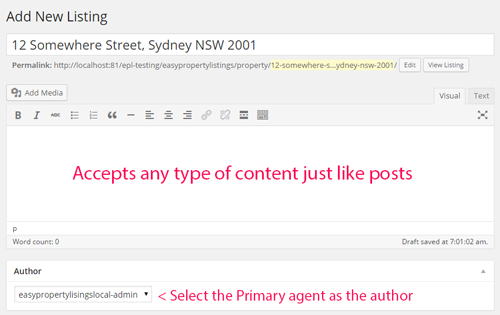 Add New Listing
12 Somewhere Street, Sydney NSW 2001
Permalink: http://localhost:81/epl-testing/easypropertylistings/property/12-somewhere-s...ydney-nsw-2001/ Edit View Listing
Add Media
Visual Text
B I ABC
Accepts any type of content just like posts
p
Word count: 0 Draft saved at 7:01:02 am.
Author
easypropertylisingslocal-admin < Select the Primary agent as the author